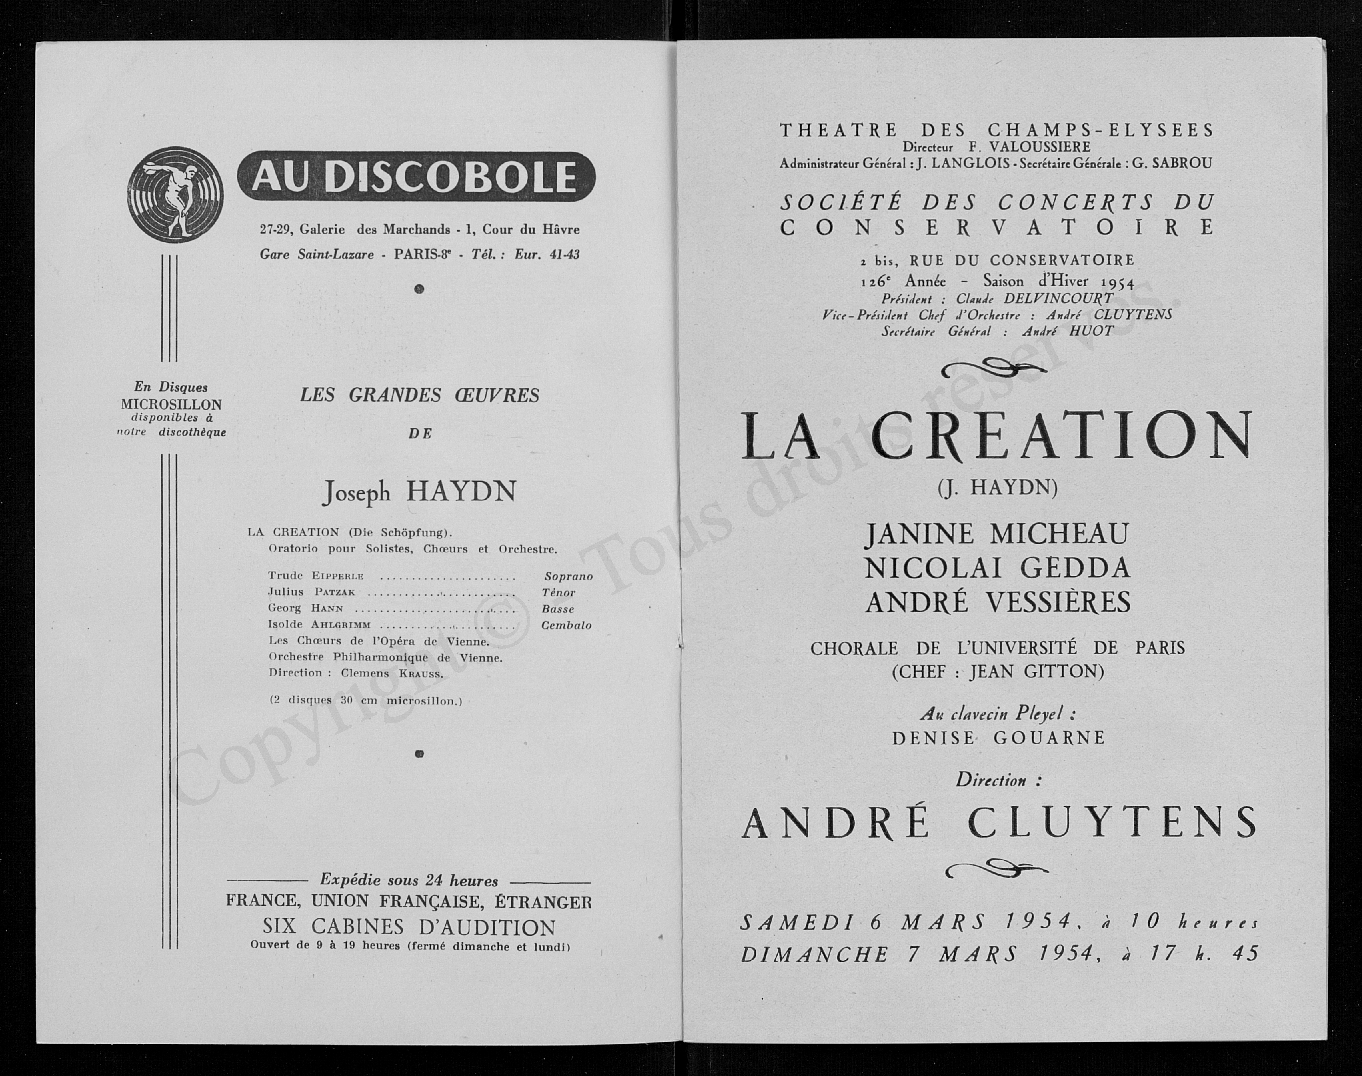 AU DISCOBOLE
27-29, Galerie des Marchands - 1, Cour du Hâvre
Gare Saint-Lazare - PARIS-8e - Tél. : Eur. 41-43
En Disques
MICROSILLON
disponibles à
notre discothèque
LES GRANDES ŒUVRES
DE
Joseph HAYDN
LA CREATION (Die Schöpfung).
Oratorio pour Solistes, Chœurs et Orchestre.
Trude EIPPERLE ...................... Soprano
Julius PATZAK ........................ Ténor
Georg HANN .......................... Basse
Isolde AHLGRIMM ...................... Cembalo
Les Chœurs de l'Opéra de Vienne.
Orchestre Philharmonique de Vienne.
Direction : Clemens KRAUSS.
(2 disques 30 cm microsillon.)
Expédie sous 24 heures
FRANCE, UNION FRANÇAISE, ÉTRANGER
SIX CABINES D'AUDITION
Ouvert de 9 à 19 heures (fermé dimanche et lundi)
THEATRE DES CHAMPS-ELYSEES
Directeur F. VALOUSSIERE
Administrateur Général : J. LANGLOIS - Secrétaire Générale : G. SABROU
SOCIÉTÉ DES CONCERTS DU
CONSERVATOIRE
2 bis, RUE DU CONSERVATOIRE
126e Année - Saison d'Hiver 1954
Président : Claude DELVINCOURT
Vice-Président Chef d'Orchestre : André CLUYTENS
Secrétaire Général : André HUOT
LA CREATION
(J. HAYDN)
JANINE MICHEAU
NICOLAI GEDDA
ANDRÉ VESSIÈRES
CHORALE DE L'UNIVERSITÉ DE PARIS
(CHEF : JEAN GITTON)
Au clavecin Pleyel :
DENISE GOUARNE
Direction :
ANDRÉ CLUYTENS
SAMEDI 6 MARS 1954, à 10 heures
DIMANCHE 7 MARS 1954, à 17 h. 45
Copyright © - Tous droits réservés.